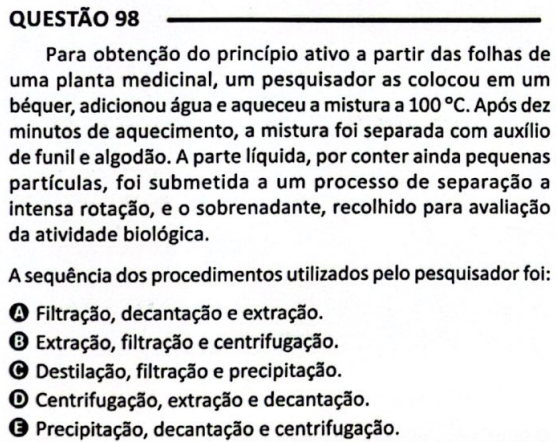 QUESTÃO 98
Para obtenção do princípio ativo a partir das folhas de
uma planta medicinal, um pesquisador as colocou em um
béquer, adicionou água e aqueceu a mistura a 100 °C. Após dez
minutos de aquecimento, a mistura foi separada com auxílio
de funil e algodão. A parte líquida, por conter ainda pequenas
partículas, foi submetida a um processo de separação a
intensa rotação, e o sobrenadante, recolhido para avaliação
da atividade biológica.
A sequência dos procedimentos utilizados pelo pesquisador foi:
A Filtração, decantação e extração.
B Extração, filtração e centrifugação.
C Destilação, filtração e precipitação.
D Centrifugação, extração e decantação.
E Precipitação, decantação e centrifugação.